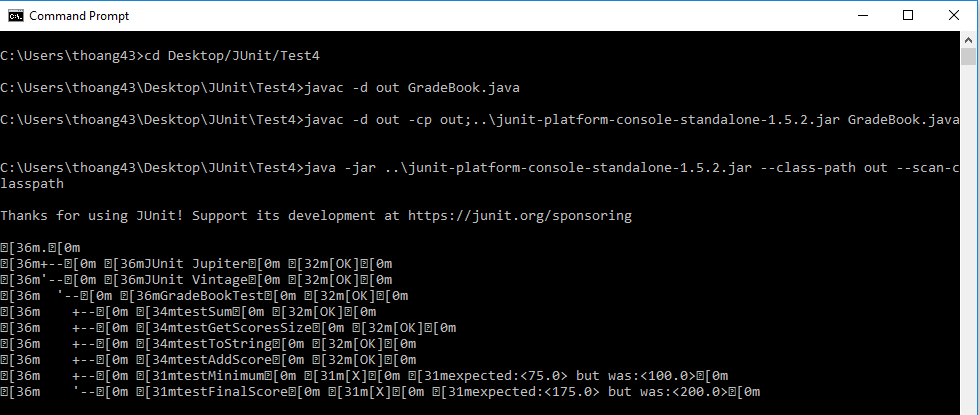 Command Prompt
C:\Users\thoang43>cd Desktop/JUnit/Test4
C:\Users\thoang43\Desktop\JUnit\Test4>javac -d out GradeBook.java
C:\Users\thoang43\Desktop\JUnit\Test4>javac -d out -cp out;..\junit-platform-console-standalone-1.5.2.jar GradeBook.java
C:\Users\thoang43\Desktop\JUnit\Test4>java -jar ..\junit-platform-console-standalone-1.5.2.jar --class-path out --scan-c
lasspath
Thanks for using JUnit! Support its development at https://junit.org/sponsoring
⍰[36m.⍰[0m
⍰[36m+--⍰[0m ⍰[36mJUnit Jupiter⍰[0m ⍰[32m[OK]⍰[0m
⍰[36m'--⍰[0m ⍰[36mJUnit Vintage⍰[0m ⍰[32m[OK]⍰[0m
⍰[36m  '--⍰[0m ⍰[36mGradeBookTest⍰[0m ⍰[32m[OK]⍰[0m
⍰[36m    +--⍰[0m ⍰[34mtestSum⍰[0m ⍰[32m[OK]⍰[0m
⍰[36m    +--⍰[0m ⍰[34mtestGetScoresSize⍰[0m ⍰[32m[OK]⍰[0m
⍰[36m    +--⍰[0m ⍰[34mtestToString⍰[0m ⍰[32m[OK]⍰[0m
⍰[36m    +--⍰[0m ⍰[34mtestAddScore⍰[0m ⍰[32m[OK]⍰[0m
⍰[36m    +--⍰[0m ⍰[31mtestMinimum⍰[0m ⍰[31m[X]⍰[0m ⍰[31mexpected:<75.0> but was:<100.0>⍰[0m
⍰[36m    '--⍰[0m ⍰[31mtestFinalScore⍰[0m ⍰[31m[X]⍰[0m ⍰[31mexpected:<175.0> but was:<200.0>⍰[0m